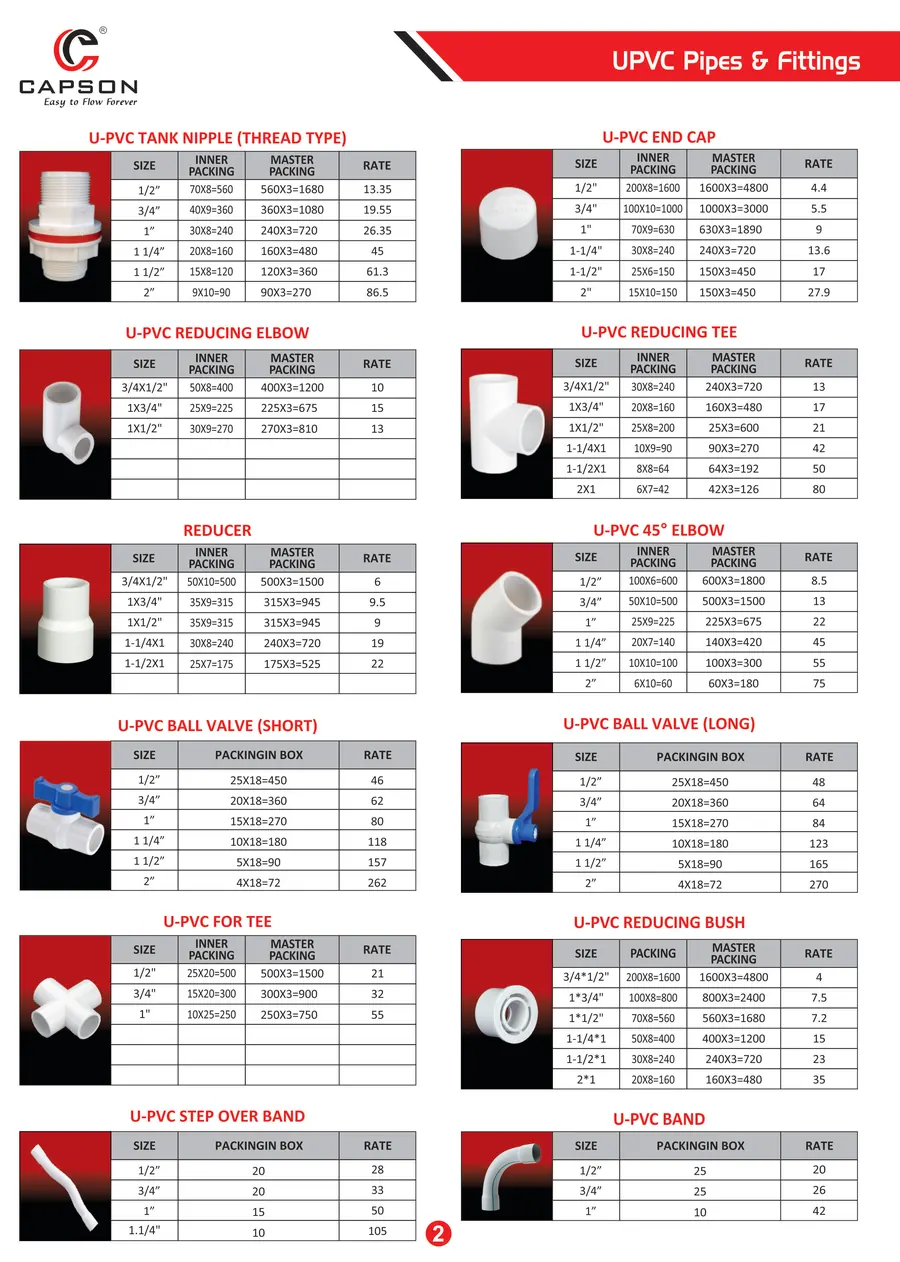 ®
CAPSON
Easy to Flow Forever
UPVC Pipes & Fittings
U-PVC TANK NIPPLE (THREAD TYPE)
SIZE INNER PACKING MASTER PACKING RATE
1/2” 70X8=560 560X3=1680 13.35
3/4” 40X9=360 360X3=1080 19.55
1” 30X8=240 240X3=720 26.35
1 1/4” 20X8=160 160X3=480 45
1 1/2” 15X8=120 120X3=360 61.3
2” 9X10=90 90X3=270 86.5
U-PVC END CAP
SIZE INNER PACKING MASTER PACKING RATE
1/2" 200X8=1600 1600X3=4800 4.4
3/4" 100X10=1000 1000X3=3000 5.5
1" 70X9=630 630X3=1890 9
1-1/4" 30X8=240 240X3=720 13.6
1-1/2" 25X6=150 150X3=450 17
2" 15X10=150 150X3=450 27.9
U-PVC REDUCING ELBOW
SIZE INNER PACKING MASTER PACKING RATE
3/4X1/2" 50X8=400 400X3=1200 10
1X3/4" 25X9=225 225X3=675 15
1X1/2" 30X9=270 270X3=810 13
U-PVC REDUCING TEE
SIZE INNER PACKING MASTER PACKING RATE
3/4X1/2" 30X8=240 240X3=720 13
1X3/4" 20X8=160 160X3=480 17
1X1/2" 25X8=200 25X3=600 21
1-1/4X1 10X9=90 90X3=270 42
1-1/2X1 8X8=64 64X3=192 50
2X1 6X7=42 42X3=126 80
REDUCER
SIZE INNER PACKING MASTER PACKING RATE
3/4X1/2" 50X10=500 500X3=1500 6
1X3/4" 35X9=315 315X3=945 9.5
1X1/2" 35X9=315 315X3=945 9
1-1/4X1 30X8=240 240X3=720 19
1-1/2X1 25X7=175 175X3=525 22
U-PVC 45° ELBOW
SIZE INNER PACKING MASTER PACKING RATE
1/2” 100X6=600 600X3=1800 8.5
3/4” 50X10=500 500X3=1500 13
1” 25X9=225 225X3=675 22
1 1/4” 20X7=140 140X3=420 45
1 1/2” 10X10=100 100X3=300 55
2” 6X10=60 60X3=180 75
U-PVC BALL VALVE (SHORT)
SIZE PACKINGIN BOX RATE
1/2” 25X18=450 46
3/4” 20X18=360 62
1” 15X18=270 80
1 1/4” 10X18=180 118
1 1/2” 5X18=90 157
2” 4X18=72 262
U-PVC BALL VALVE (LONG)
SIZE PACKINGIN BOX RATE
1/2” 25X18=450 48
3/4” 20X18=360 64
1” 15X18=270 84
1 1/4” 10X18=180 123
1 1/2” 5X18=90 165
2” 4X18=72 270
U-PVC FOR TEE
SIZE INNER PACKING MASTER PACKING RATE
1/2" 25X20=500 500X3=1500 21
3/4" 15X20=300 300X3=900 32
1" 10X25=250 250X3=750 55
U-PVC REDUCING BUSH
SIZE PACKING MASTER PACKING RATE
3/4*1/2" 200X8=1600 1600X3=4800 4
1*3/4" 100X8=800 800X3=2400 7.5
1*1/2" 70X8=560 560X3=1680 7.2
1-1/4*1 50X8=400 400X3=1200 15
1-1/2*1 30X8=240 240X3=720 23
2*1 20X8=160 160X3=480 35
U-PVC STEP OVER BAND
SIZE PACKINGIN BOX RATE
1/2” 20 28
3/4” 20 33
1” 15 50
1.1/4" 10 105
U-PVC BAND
SIZE PACKINGIN BOX RATE
1/2” 25 20
3/4” 25 26
1” 10 42
2